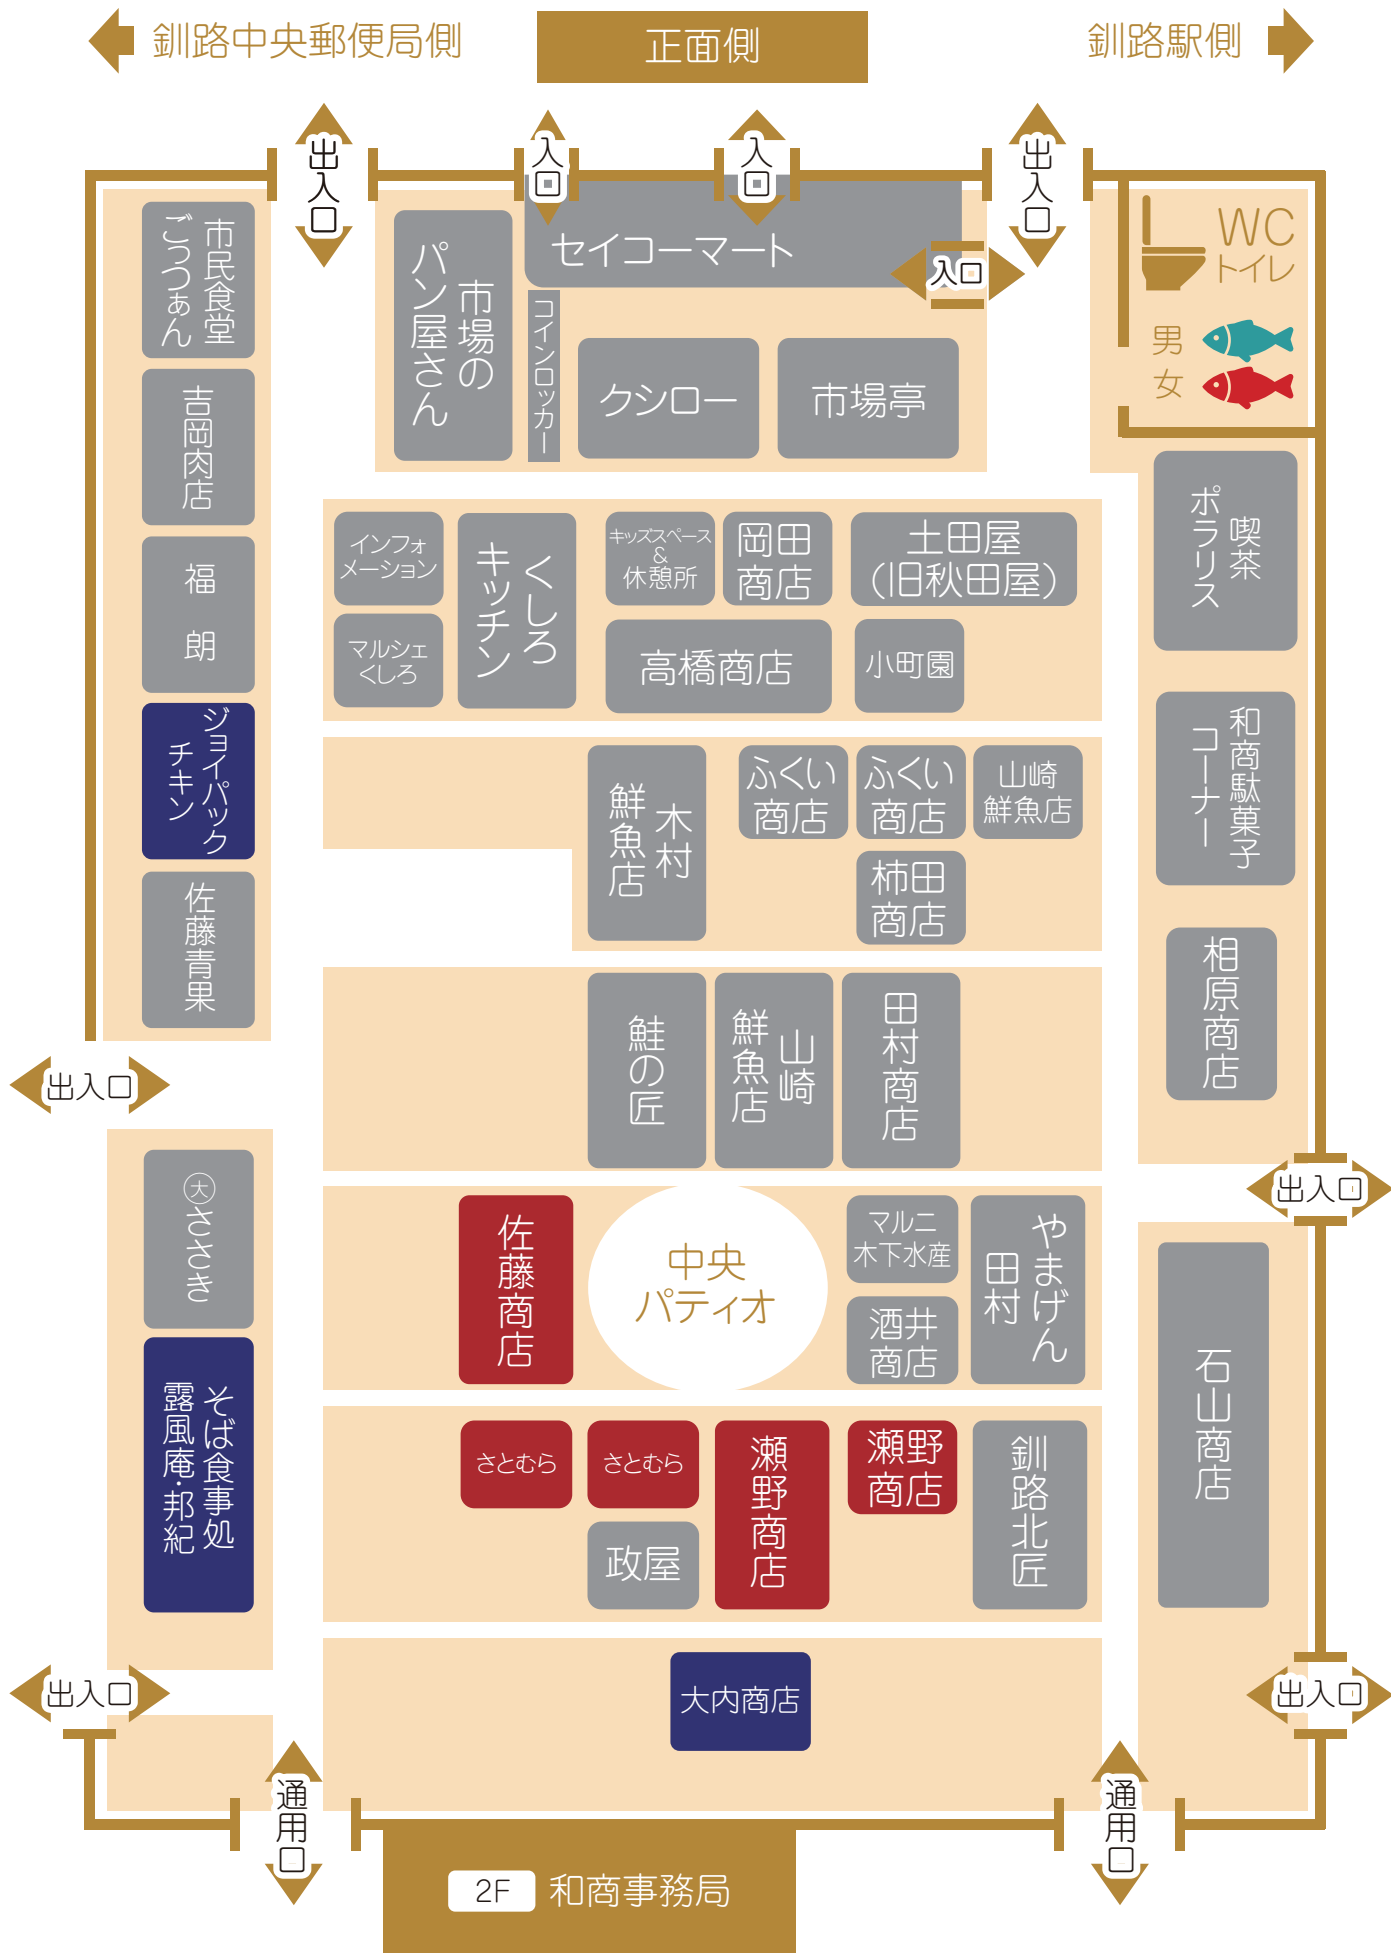 釧路中央郵便局側
正面側
釧路駅側
出入口
入口
入口
出入口
市民食堂
ごっつぁん
市場の
パン屋さん
セイコーマート
入口
WC
トイレ
男
女
コインロッカー
クシロー
市場亭
吉岡肉店
福 朗
ジョイパック
チキン
佐藤青果
インフォ
メーション
マルシェ
くしろ
くしろ
キッチン
キッズスペース
&
休憩所
岡田
商店
土田屋
(旧秋田屋)
高橋商店
小町園
喫茶
ポラリス
和商駄菓子
コーナー
相原商店
木村
鮮魚店
ふくい
商店
ふくい
商店
山崎
鮮魚店
柿田
商店
鮭の匠
山崎
鮮魚店
田村商店
出入口
出入口
大ささき
そば食事処
露風庵・邦紀
佐藤商店
中央
パティオ
マルニ
木下水産
酒井
商店
やまげん
田村
石山商店
さとむら
さとむら
政屋
瀬野商店
瀬野
商店
釧路北匠
大内商店
出入口
出入口
通用口
通用口
2F 和商事務局